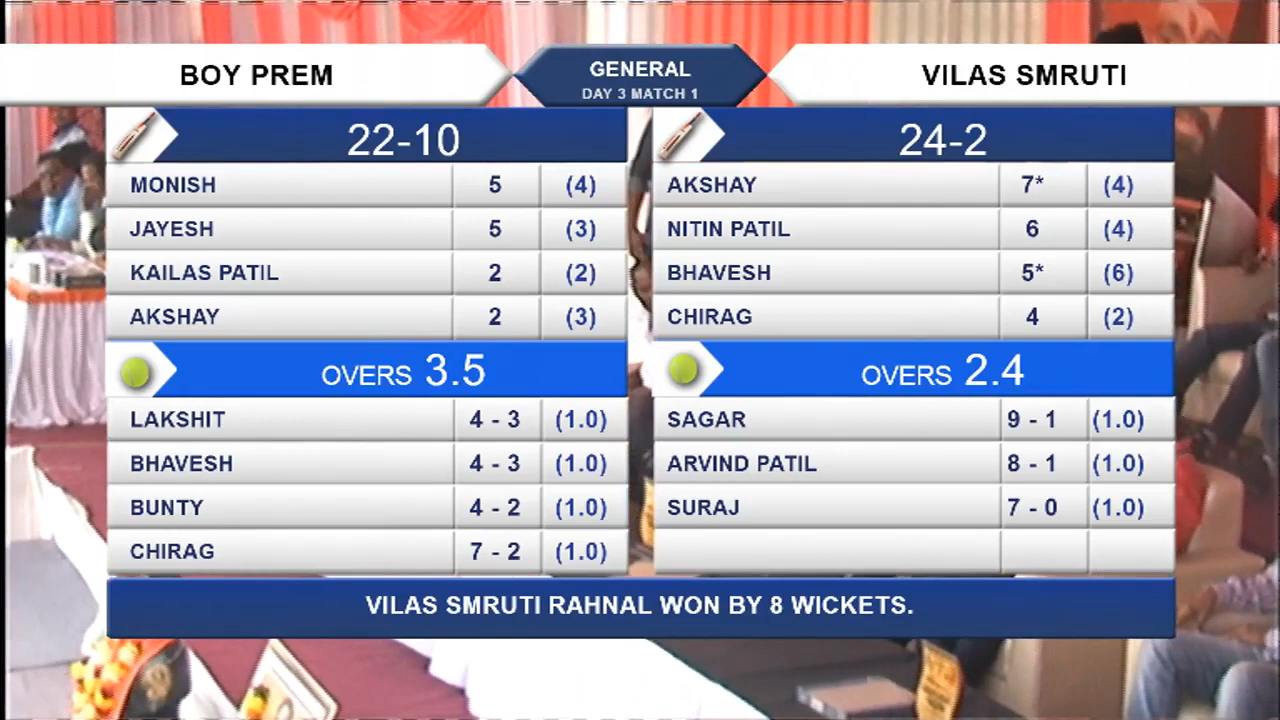 BOY PREM
GENERAL
DAY 3 MATCH 1
VILAS SMRUTI
22-10
MONISH 5 (4)
JAYESH 5 (3)
KAILAS PATIL 2 (2)
AKSHAY 2 (3)
OVERS 3.5
LAKSHIT 4 - 3 (1.0)
BHAVESH 4 - 3 (1.0)
BUNTY 4 - 2 (1.0)
CHIRAG 7 - 2 (1.0)
24-2
AKSHAY 7* (4)
NITIN PATIL 6 (4)
BHAVESH 5* (6)
CHIRAG 4 (2)
OVERS 2.4
SAGAR 9 - 1 (1.0)
ARVIND PATIL 8 - 1 (1.0)
SURAJ 7 - 0 (1.0)
VILAS SMRUTI RAHNAL WON BY 8 WICKETS.